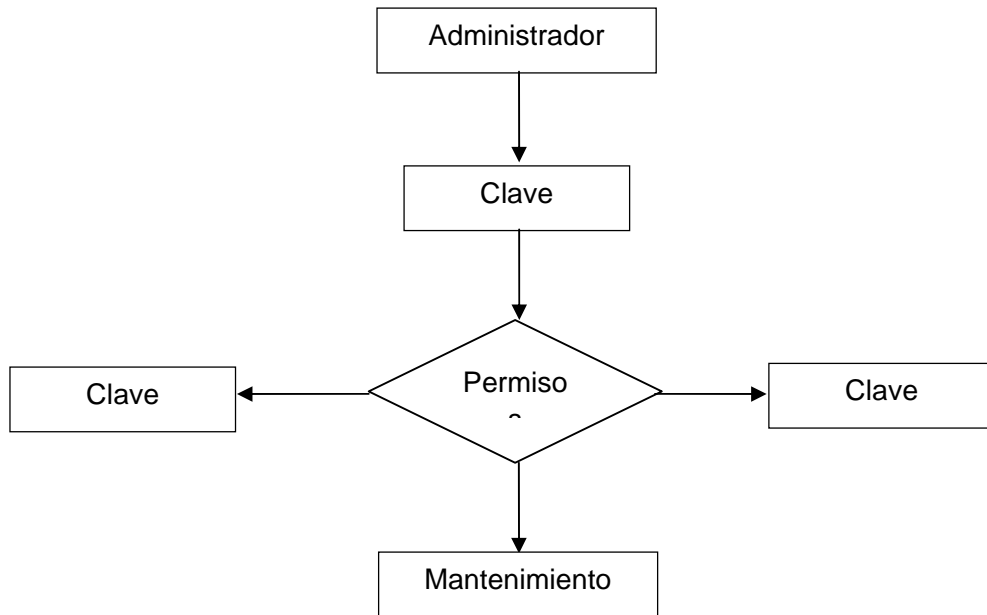 Administrador
Clave
Clave
Permiso
Clave
Mantenimiento